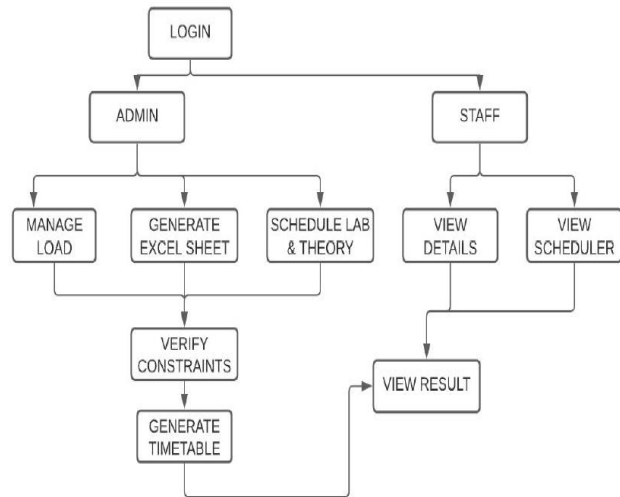 LOGIN
ADMIN
STAFF
MANAGE
LOAD
GENERATE
EXCEL SHEET
SCHEDULE LAB
& THEORY
VIEW
DETAILS
VIEW
SCHEDULER
VERIFY
CONSTRAINTS
VIEW RESULT
GENERATE
TIMETABLE